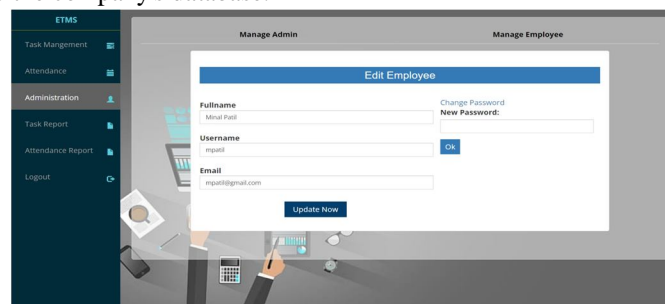 ETMS
Task Mangement
Attendance
Administration
Task Report
Attendance Report
Logout
Manage Admin
Manage Employee
Edit Employee
Fullname
Minal Patil
Username
mpatil
Email
mpatil@gmail.com
Update Now
Change Password
New Password:
Ok